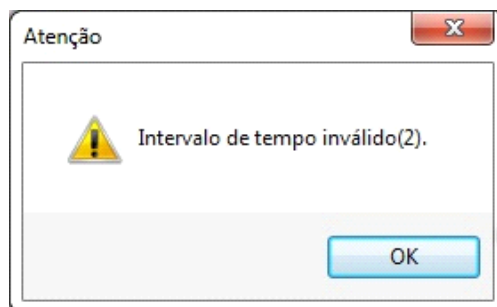 Atenção
Intervalo de tempo inválido(2).
OK